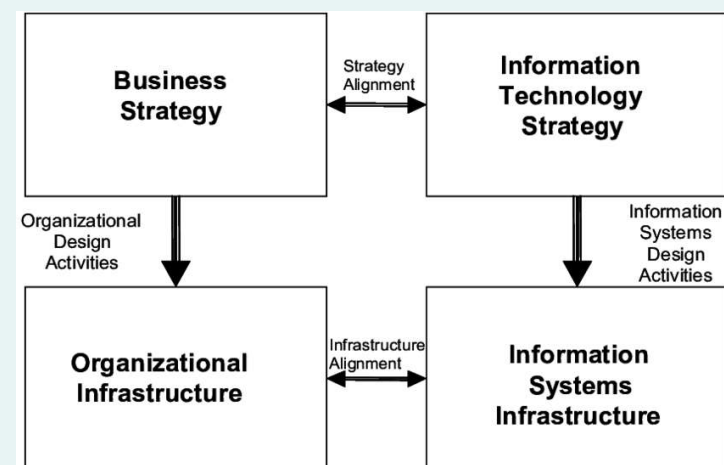 Business
Strategy
Strategy
Alignment
Information
Technology
Strategy
Organizational
Design
Activities
Information
Systems
Design
Activities
Organizational
Infrastructure
Infrastructure
Alignment
Information
Systems
Infrastructure